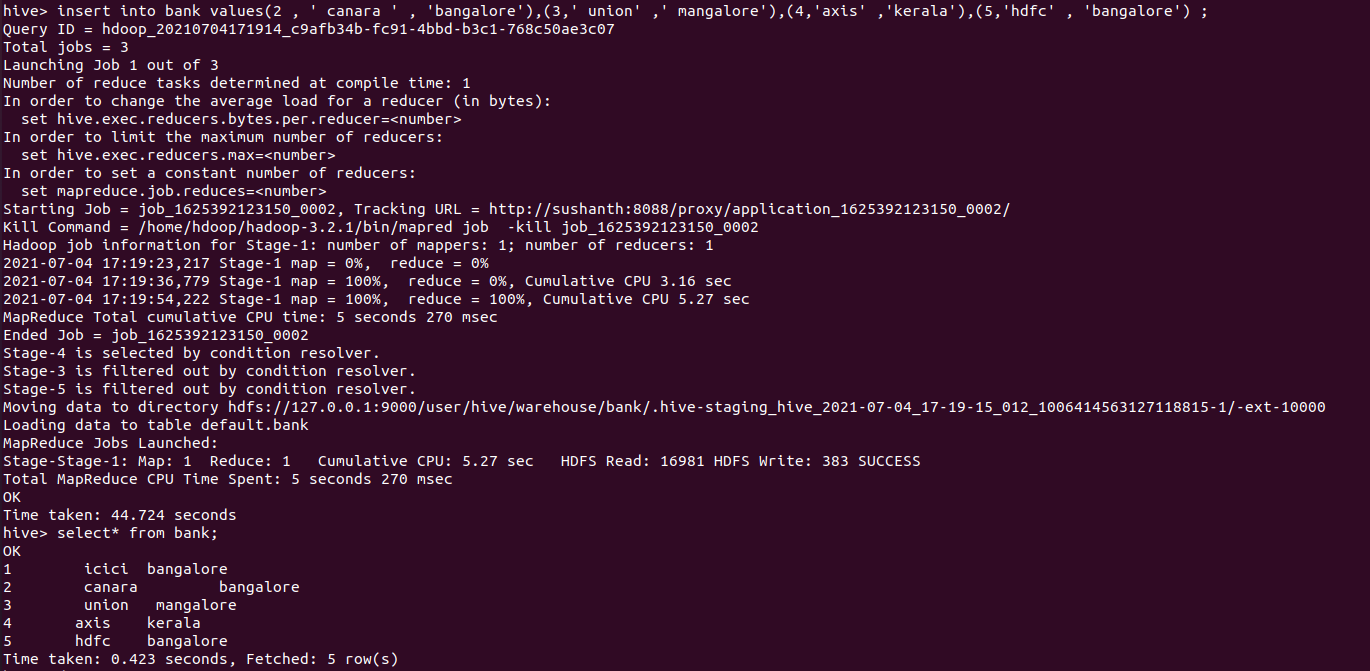 hive> insert into bank values(2 , ' canara ' , 'bangalore'),(3,' union' ,' mangalore'),(4,'axis' ,'kerala'),(5,'hdfc' , 'bangalore') ;
Query ID = hdoop_20210704171914_c9afb34b-fc91-4bbd-b3c1-768c50ae3c07
Total jobs = 3
Launching Job 1 out of 3
Number of reduce tasks determined at compile time: 1
In order to change the average load for a reducer (in bytes):
  set hive.exec.reducers.bytes.per.reducer=<number>
In order to limit the maximum number of reducers:
  set hive.exec.reducers.max=<number>
In order to set a constant number of reducers:
  set mapreduce.job.reduces=<number>
Starting Job = job_1625392123150_0002, Tracking URL = http://sushanth:8088/proxy/application_1625392123150_0002/
Kill Command = /home/hdoop/hadoop-3.2.1/bin/mapred job  -kill job_1625392123150_0002
Hadoop job information for Stage-1: number of mappers: 1; number of reducers: 1
2021-07-04 17:19:23,217 Stage-1 map = 0%,  reduce = 0%
2021-07-04 17:19:36,779 Stage-1 map = 100%,  reduce = 0%, Cumulative CPU 3.16 sec
2021-07-04 17:19:54,222 Stage-1 map = 100%,  reduce = 100%, Cumulative CPU 5.27 sec
MapReduce Total cumulative CPU time: 5 seconds 270 msec
Ended Job = job_1625392123150_0002
Stage-4 is selected by condition resolver.
Stage-3 is filtered out by condition resolver.
Stage-5 is filtered out by condition resolver.
Moving data to directory hdfs://127.0.0.1:9000/user/hive/warehouse/bank/.hive-staging_hive_2021-07-04_17-19-15_012_1006414563127118815-1/-ext-10000
Loading data to table default.bank
MapReduce Jobs Launched:
Stage-Stage-1: Map: 1  Reduce: 1   Cumulative CPU: 5.27 sec   HDFS Read: 16981 HDFS Write: 383 SUCCESS
Total MapReduce CPU Time Spent: 5 seconds 270 msec
OK
Time taken: 44.724 seconds
hive> select* from bank;
OK
1        icici  bangalore
2        canara         bangalore
3        union   mangalore
4       axis    kerala
5       hdfc    bangalore
Time taken: 0.423 seconds, Fetched: 5 row(s)